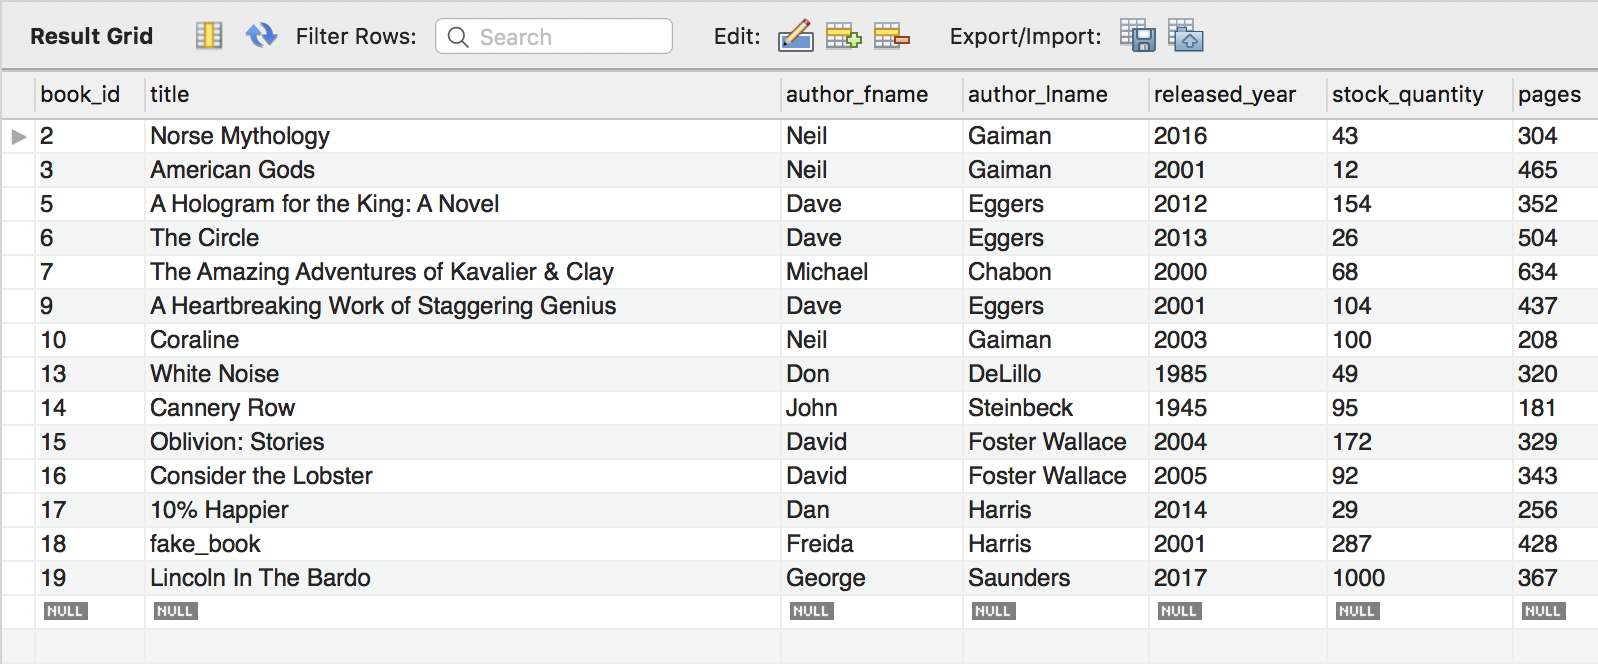 Result Grid Filter Rows: Search Edit: Export/Import:
book_id title author_fname author_lname released_year stock_quantity pages
2 Norse Mythology Neil Gaiman 2016 43 304
3 American Gods Neil Gaiman 2001 12 465
5 A Hologram for the King: A Novel Dave Eggers 2012 154 352
6 The Circle Dave Eggers 2013 26 504
7 The Amazing Adventures of Kavalier & Clay Michael Chabon 2000 68 634
9 A Heartbreaking Work of Staggering Genius Dave Eggers 2001 104 437
10 Coraline Neil Gaiman 2003 100 208
13 White Noise Don DeLillo 1985 49 320
14 Cannery Row John Steinbeck 1945 95 181
15 Oblivion: Stories David Foster Wallace 2004 172 329
16 Consider the Lobster David Foster Wallace 2005 92 343
17 10% Happier Dan Harris 2014 29 256
18 fake_book Freida Harris 2001 287 428
19 Lincoln In The Bardo George Saunders 2017 1000 367
NULL NULL NULL NULL NULL NULL NULL